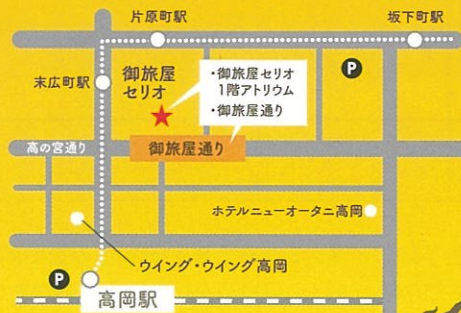 片原町駅
坂下町駅
末広町駅
御旅屋
セリオ
・御旅屋セリオ
1階アトリウム
・御旅屋通り
P
高の宮通り
御旅屋通り
ホテルニューオータニ高岡
ウイング・ウイング高岡
P
高岡駅